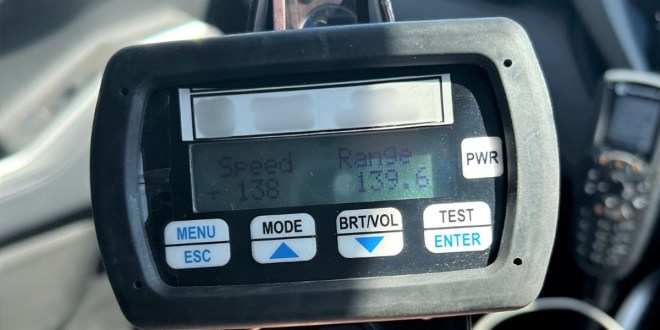 Speed Range
+ 138 139.6
PWR
MENU MODE BRT/VOL TEST
ESC ENTER